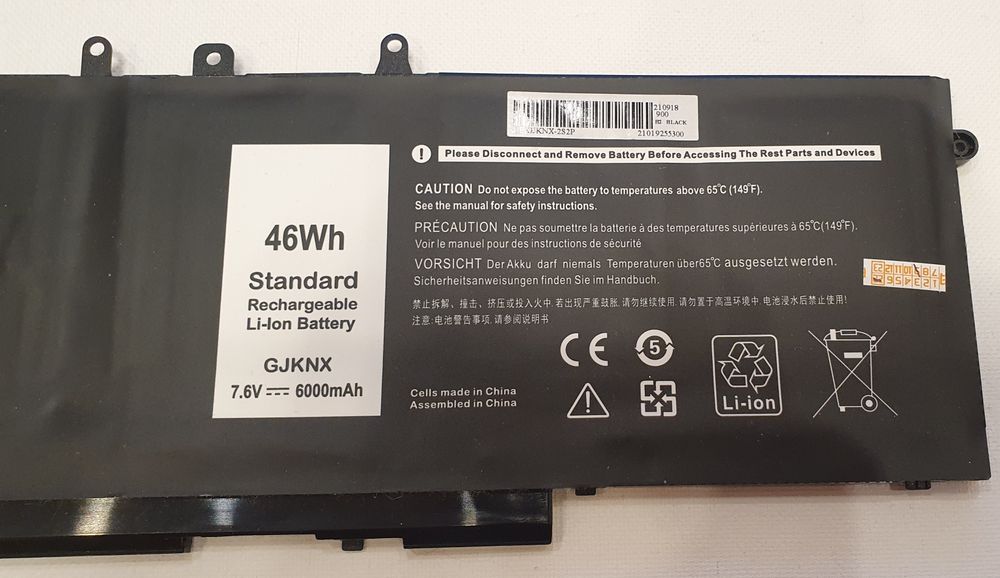 210918
900
BLACK
KNX-2S2P
21019255300
! Please Disconnect and Remove Battery Before Accessing The Rest Parts and Devices
46Wh
Standard
Rechargeable
Li-Ion Battery
GJKNX
7.6V 6000mAh
CAUTION Do not expose the battery to temperatures above 65℃ (149℉).
See the manual for safety instructions.
PRÉCAUTION Ne pas soumettre la batterie à des temperatures supérieures à 65℃(149℉).
Voir le manuel pour des instructions de sécurité
VORSICHT Der Akku darf niemals Temperaturen über65℃ ausgesetzt werden.
Sicherheitsanweisungen finden Sie im Handbuch.
禁止拆解、撞击、挤压或投入火中.若出现严重鼓胀,请勿继续使用.请勿置于高温环境中.电池浸水后禁止使用!
注意:电池警告事项,请参阅说明书
Cells made in China
Assembled in China
CE
5
Li-ion